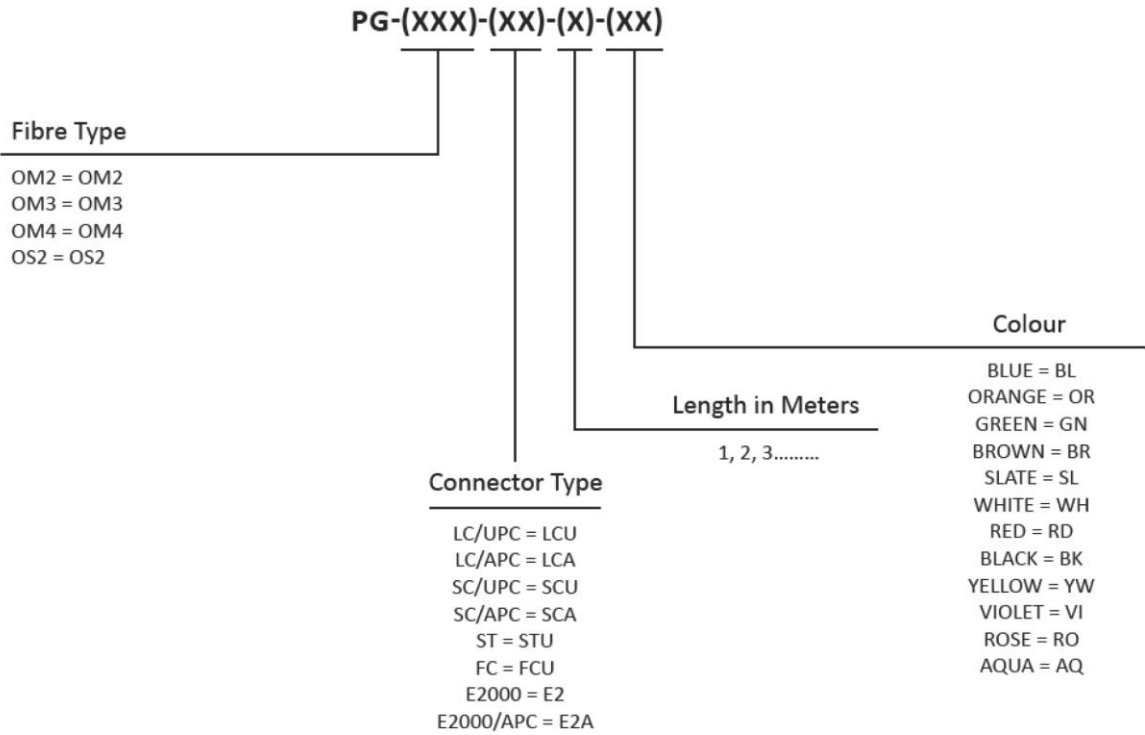 PG-(XXX)-(XX)-(X)-(XX)
Fibre Type
OM2 = OM2
OM3 = OM3
OM4 = OM4
OS2 = OS2
Connector Type
LC/UPC = LCU
LC/APC = LCA
SC/UPC = SCU
SC/APC = SCA
ST = STU
FC = FCU
E2000 = E2
E2000/APC = E2A
Length in Meters
1, 2, 3.........
Colour
BLUE = BL
ORANGE = OR
GREEN = GN
BROWN = BR
SLATE = SL
WHITE = WH
RED = RD
BLACK = BK
YELLOW = YW
VIOLET = VI
ROSE = RO
AQUA = AQ